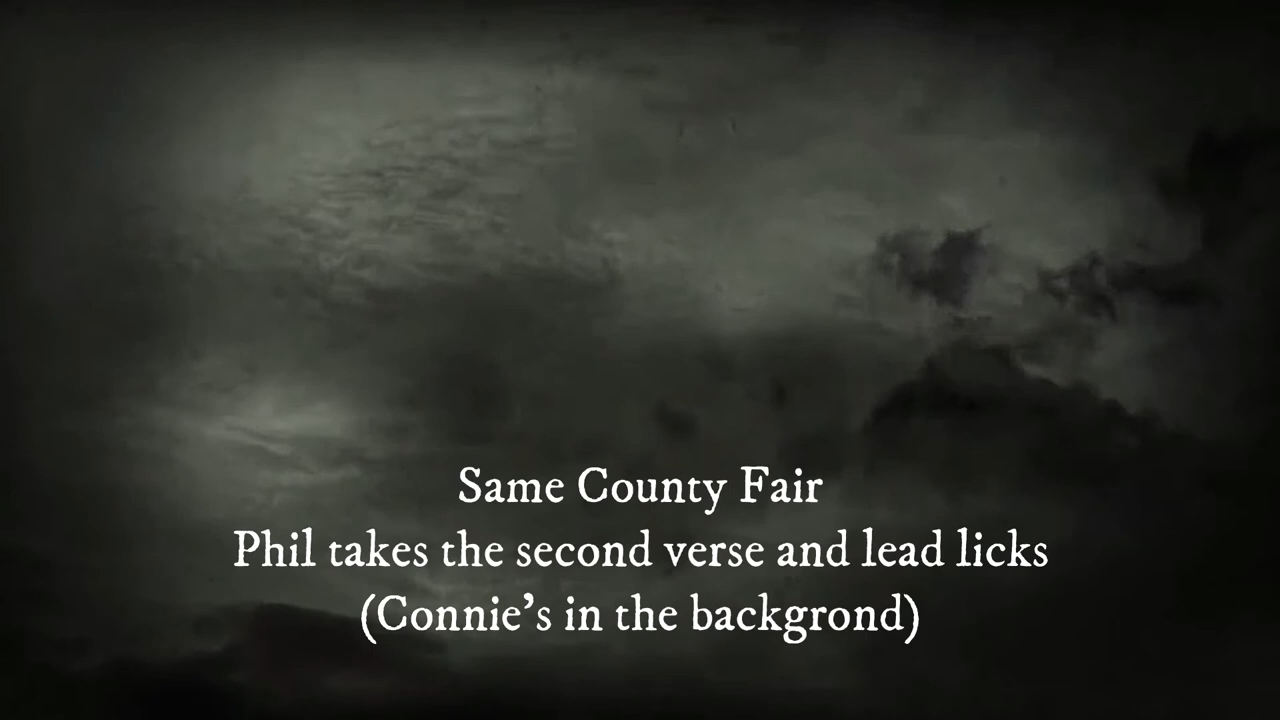 Same County Fair
Phil takes the second verse and lead licks
(Connie's in the backgrond)